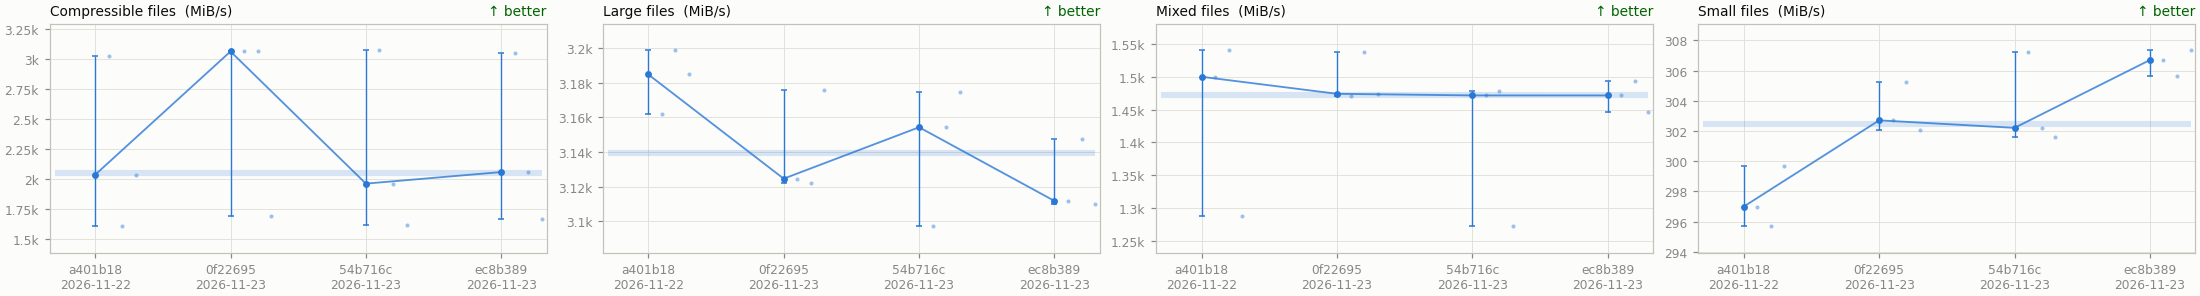 Compressible files  (MiB/s)
↑ better
3.25k
3k
2.75k
2.5k
2.25k
2k
1.75k
1.5k
a401b18
2026-11-22
0f22695
2026-11-23
54b716c
2026-11-23
ec8b389
2026-11-23
Large files  (MiB/s)
↑ better
3.2k
3.18k
3.16k
3.14k
3.12k
3.1k
a401b18
2026-11-22
0f22695
2026-11-23
54b716c
2026-11-23
ec8b389
2026-11-23
Mixed files  (MiB/s)
↑ better
1.55k
1.5k
1.45k
1.4k
1.35k
1.3k
1.25k
a401b18
2026-11-22
0f22695
2026-11-23
54b716c
2026-11-23
ec8b389
2026-11-23
Small files  (MiB/s)
↑ better
308
306
304
302
300
298
296
294
a401b18
2026-11-22
0f22695
2026-11-23
54b716c
2026-11-23
ec8b389
2026-11-23